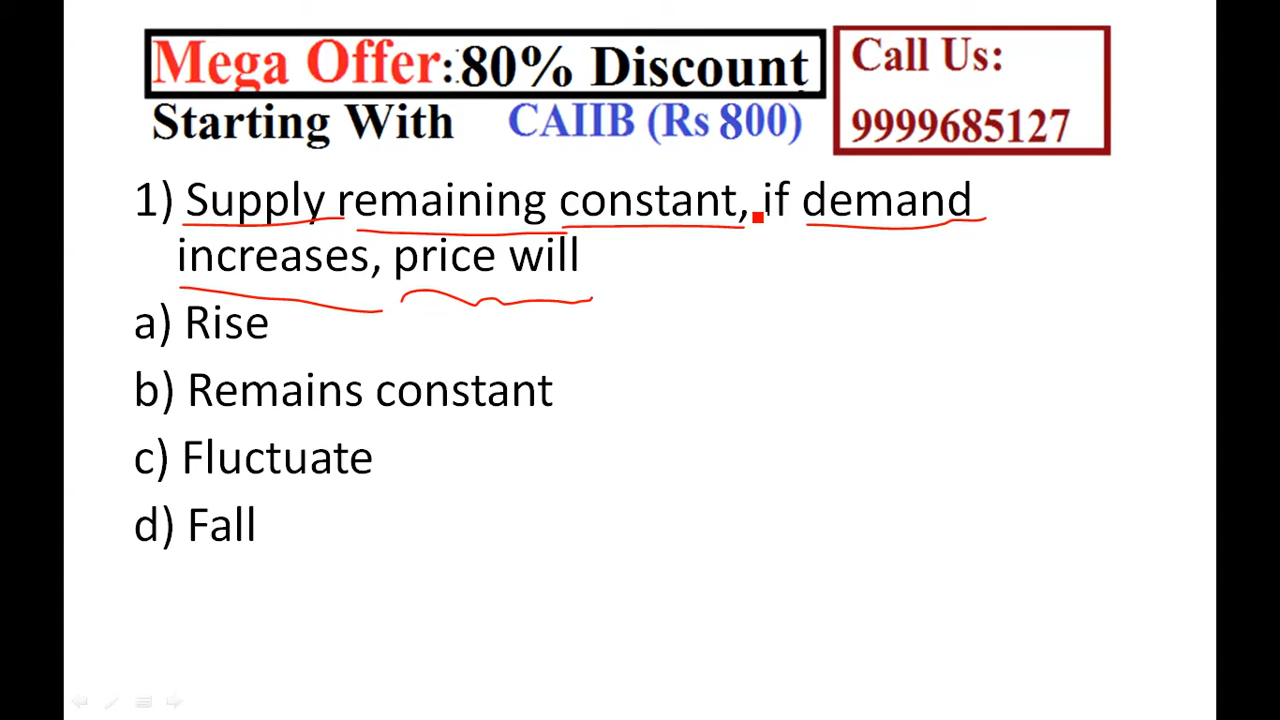 Mega Offer: 80% Discount
Starting With CAIIB (Rs 800)
Call Us:
9999685127
1) Supply remaining constant, if demand
increases, price will
a) Rise
b) Remains constant
c) Fluctuate
d) Fall